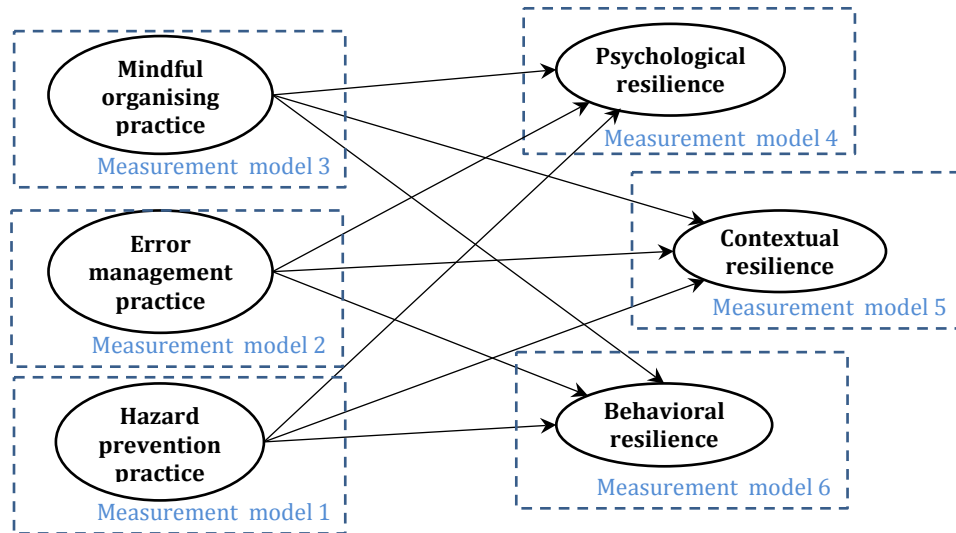 Mindful
organising
practice
Measurement model 3
Error
management
practice
Measurement model 2
Hazard
prevention
practice
Measurement model 1
Psychological
resilience
Measurement model 4
Contextual
resilience
Measurement model 5
Behavioral
resilience
Measurement model 6